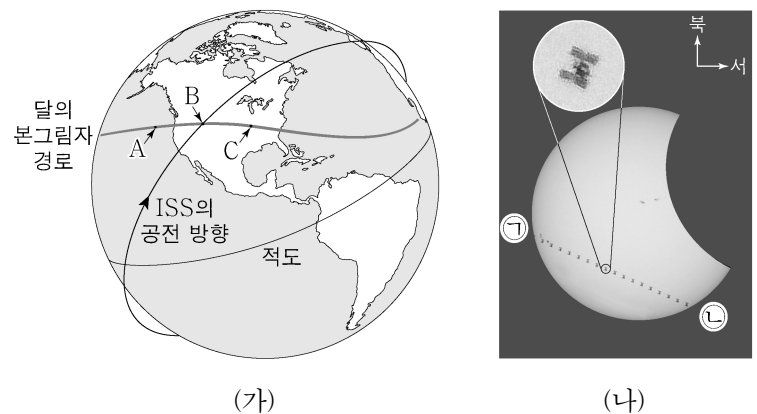 달의
본그림자
경로
A
B
C
ISS의
공전 방향
적도
(가)
북
서
㉠
㉡
(나)